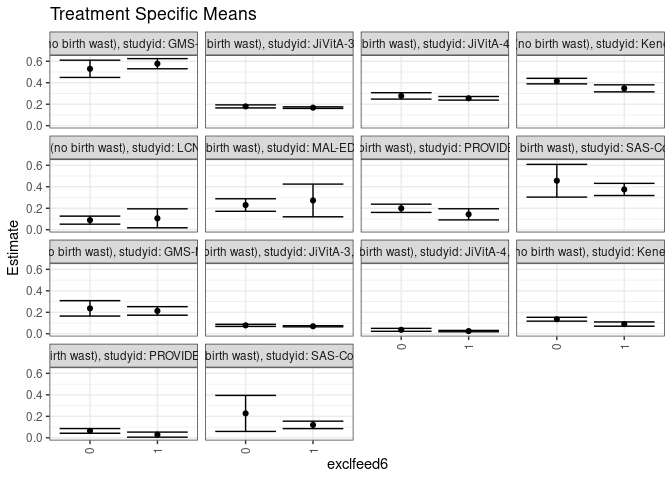 Treatment Specific Means
no birth wast), studyid: GMS-
birth wast), studyid: JiVitA-3
birth wast), studyid: JiVitA-4
(no birth wast), studyid: Kene
0.6
0.4
0.2
0.0
(no birth wast), studyid: LCN
birth wast), studyid: MAL-ED
birth wast), studyid: PROVIDE
birth wast), studyid: SAS-Co
0.6
0.4
0.2
0.0
birth wast), studyid: GMS-
birth wast), studyid: JiVitA-3,
birth wast), studyid: JiVitA-4,
no birth wast), studyid: Kene
0.6
0.4
0.2
0.0
0
1
0
1
irth wast), studyid: PROVIDE
birth wast), studyid: SAS-Co
0.6
0.4
0.2
0.0
0
1
0
1
Estimate
exclfeed6